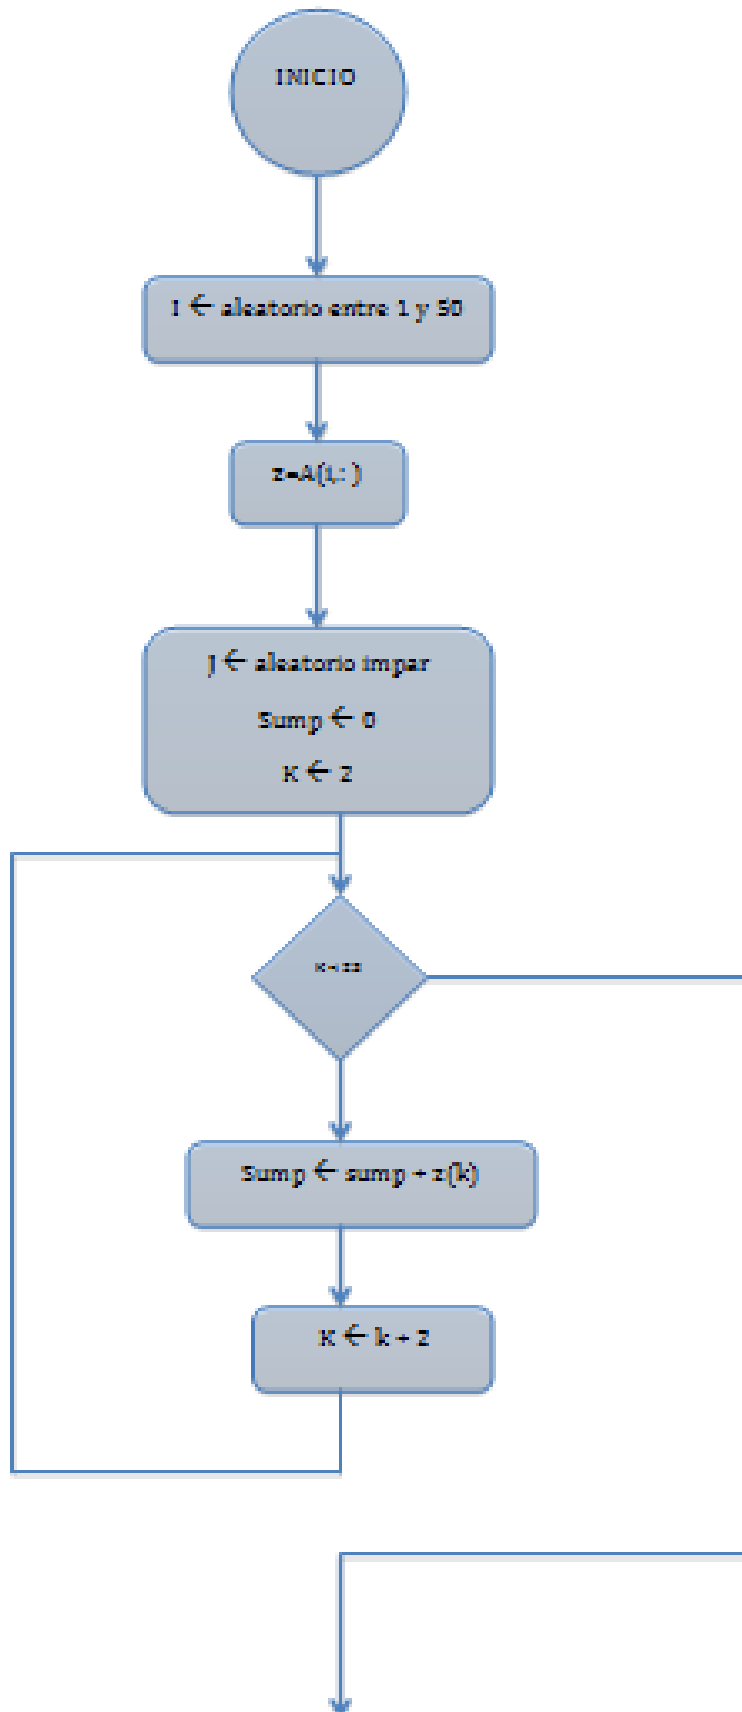 INICIO
I ← aleatorio entre 1 y 50
z=A(i,: )
J ← aleatorio impar
Sump ← 0
K ← 2
Sump ← sump + z(k)
K ← k + 2